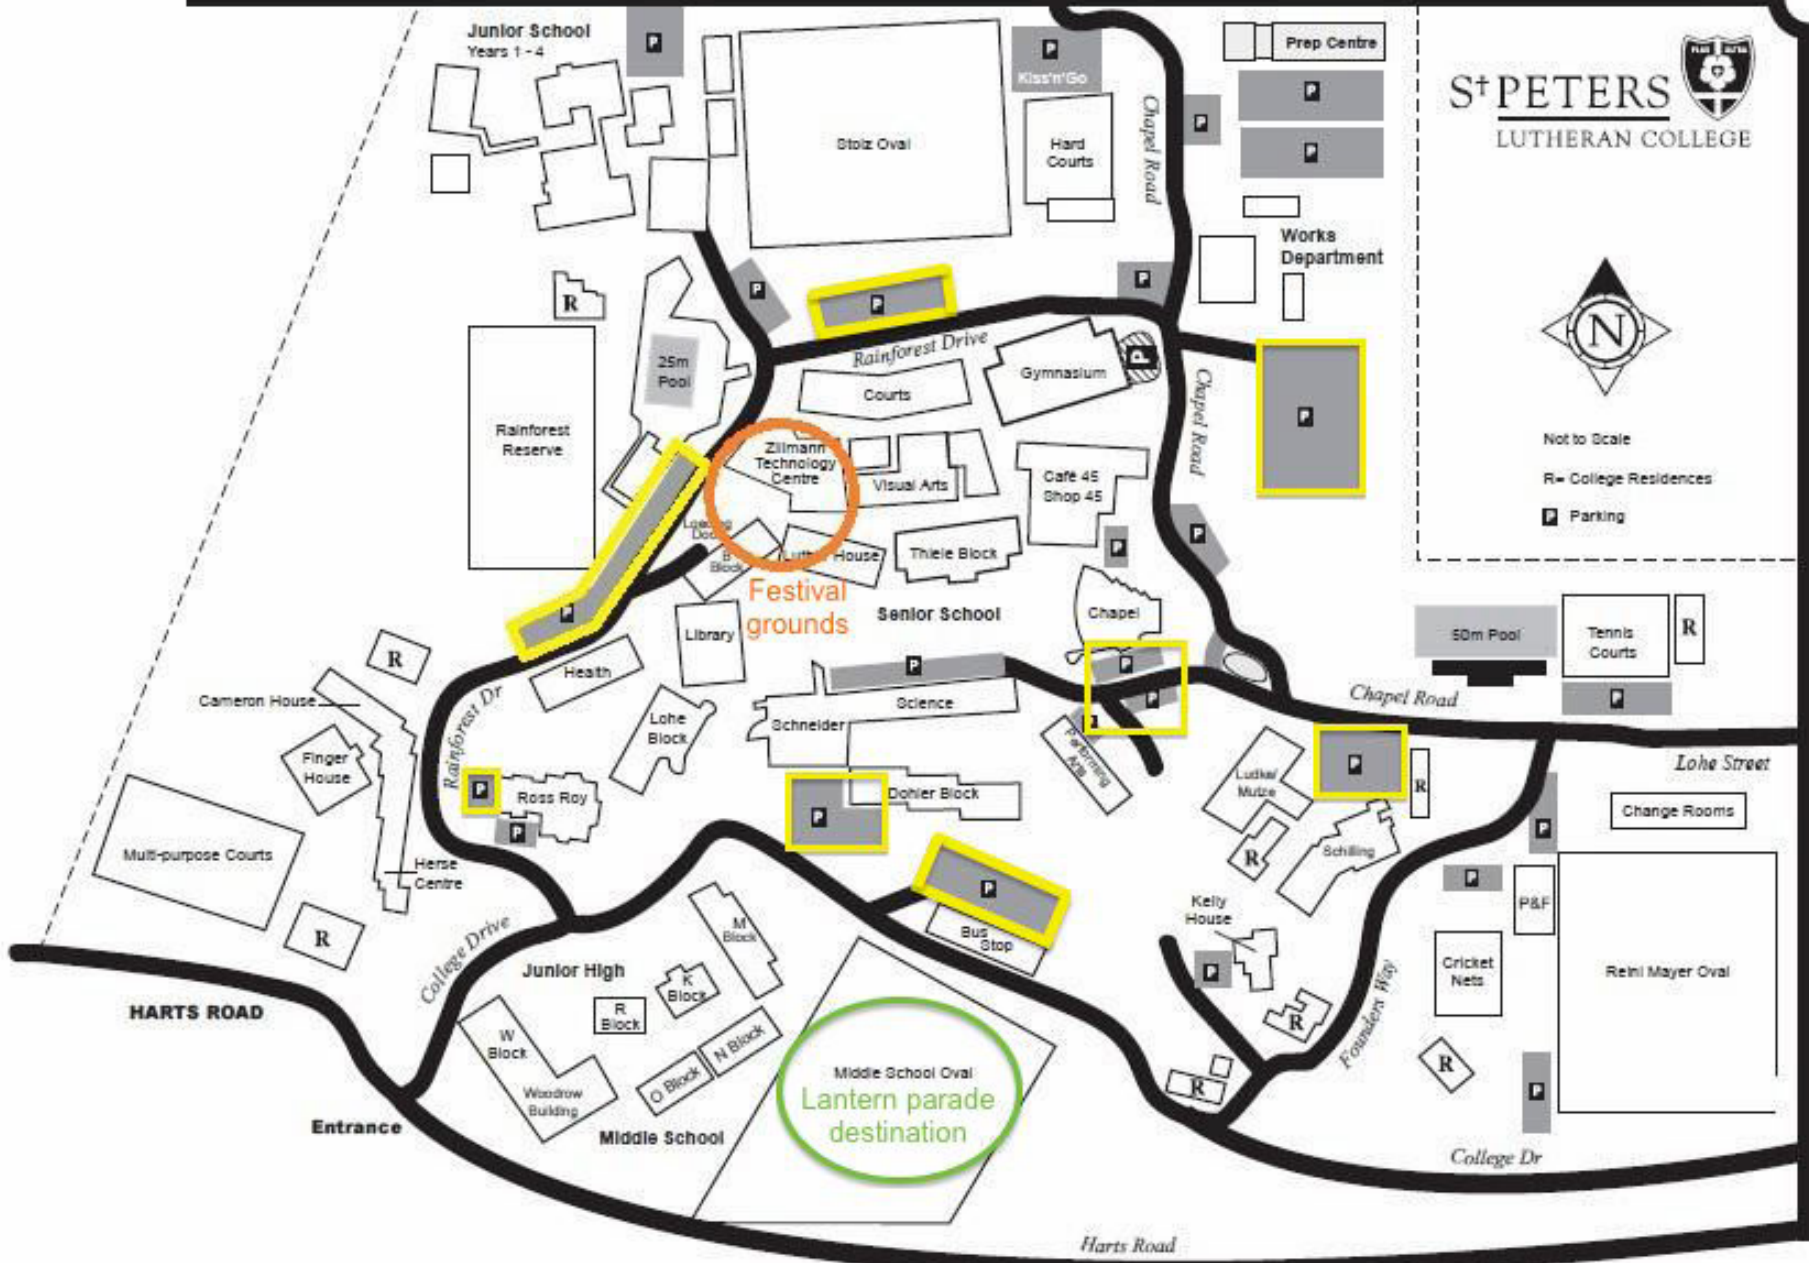 Junior School
Years 1 - 4
P
P
Kiss'n'Go
Prep Centre
P
P
P
Stolz Oval
Hard
Courts
Chapel Road
S†PETERS
LUTHERAN COLLEGE
Works
Department
R
P
P
P
25m
Pool
Rainforest Drive
Gymnasium
P
Courts
Chapel Road
P
N
Not to Scale
R= College Residences
P Parking
Rainforest
Reserve
Zillmann
Technology
Centre
Visual Arts
Café 45
Shop 45
Loading
Dock
B
Block
Luther House
Thiele Block
P
P
Festival
grounds
Senior School
Chapel
Library
P
R
Health
50m Pool
Tennis
Courts
R
P
P
P
P
P
Cameron House
Rainforest Dr
Lohe
Block
Schneider
Science
Performing
Arts
Chapel Road
Finger
House
P
Ross Roy
P
P
Dohler Block
Ludkei
Mutze
P
R
Lohe Street
Change Rooms
Multi-purpose Courts
Herse
Centre
R
Schilling
P
P
P
P&F
R
College Drive
M
Block
Bus
Stop
Kelly
House
P
Cricket
Nets
Reini Mayer Oval
Junior High
K
Block
R
Block
HARTS ROAD
W
Block
N Block
O Block
R
Founders Way
R
P
Middle School Oval
Lantern parade
destination
R
Woodrow
Building
Entrance
Middle School
College Dr
Harts Road